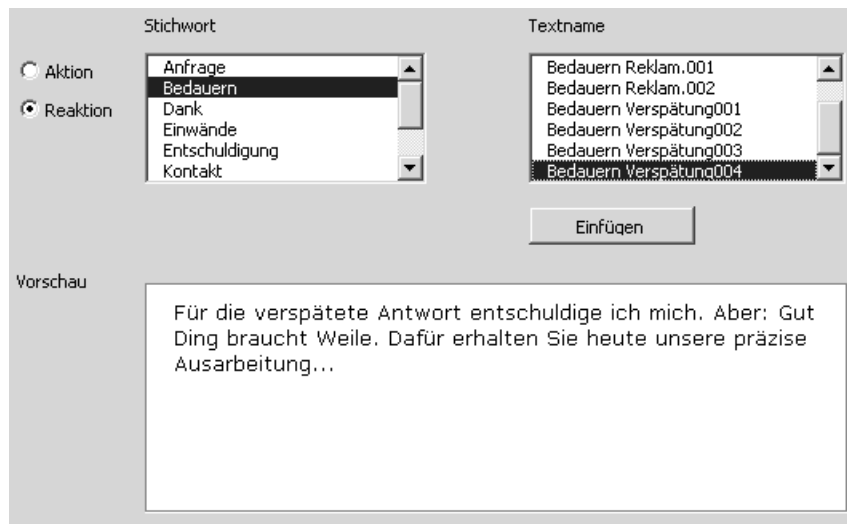 Stichwort
Textname
Aktion
Reaktion
Anfrage
Bedauern
Dank
Einwände
Entschuldigung
Kontakt
Bedauern Reklam.001
Bedauern Reklam.002
Bedauern Verspätung001
Bedauern Verspätung002
Bedauern Verspätung003
Bedauern Verspätung004
Einfügen
Vorschau
Für die verspätete Antwort entschuldige ich mich. Aber: Gut
Ding braucht Weile. Dafür erhalten Sie heute unsere präzise
Ausarbeitung...